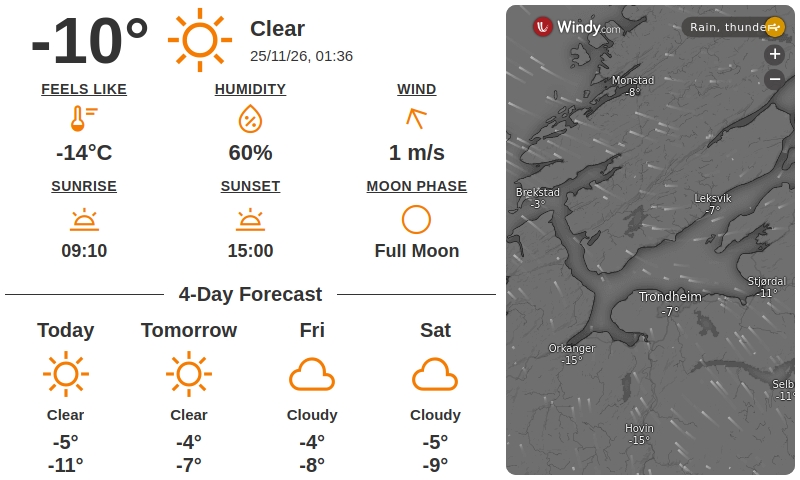 -10°
Clear
25/11/26, 01:36
FEELS LIKE
-14°C
HUMIDITY
60%
WIND
1 m/s
SUNRISE
09:10
SUNSET
15:00
MOON PHASE
Full Moon
4-Day Forecast
Today
Clear
-5°
-11°
Tomorrow
Clear
-4°
-7°
Fri
Cloudy
-4°
-8°
Sat
Cloudy
-5°
-9°
Windy.com
Rain, thunde
+
−
Monstad
-8°
Brekstad
-3°
Leksvik
-7°
Stjørdal
-11°
Trondheim
-7°
Orkanger
-15°
Selb
-11°
Hovin
-15°